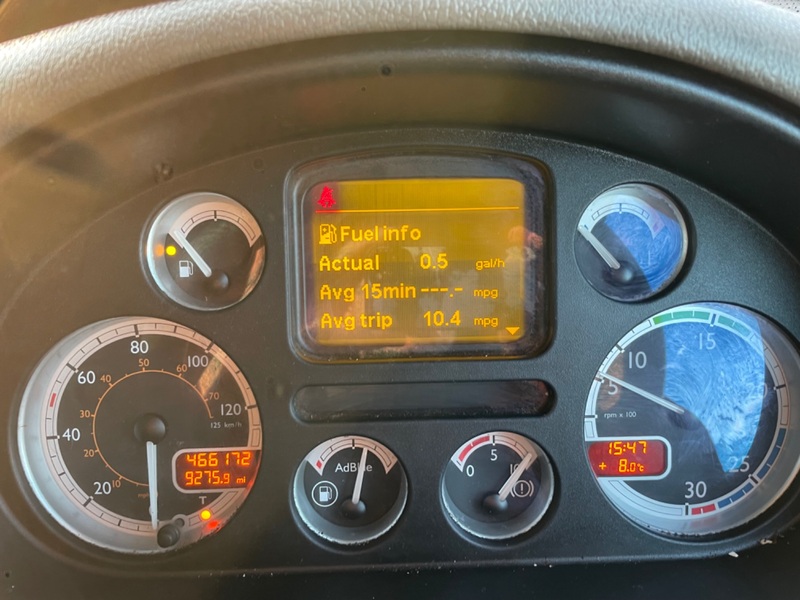 Fuel info
Actual 0.5 gal/h
Avg 15min ---.- mpg
Avg trip 10.4 mpg
20 40 60 80 100 120
125 km/h
10 20 30 40 50 60 70
466172
9275.9 mi
T
AdBlue
0 5 10
5 10 15 25 30
rpm x 100
15:47
+ 8.0°C